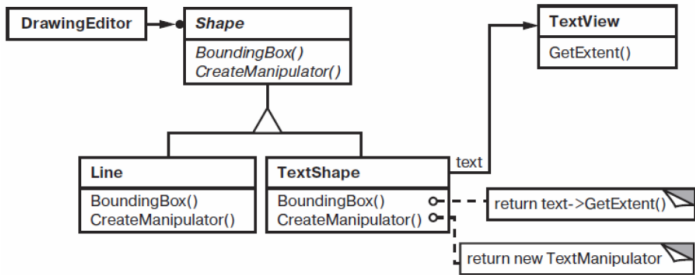 DrawingEditor
Shape
BoundingBox()
CreateManipulator()
TextView
GetExtent()
Line
BoundingBox()
CreateManipulator()
TextShape
BoundingBox()
CreateManipulator()
text
return text->GetExtent()
return new TextManipulator